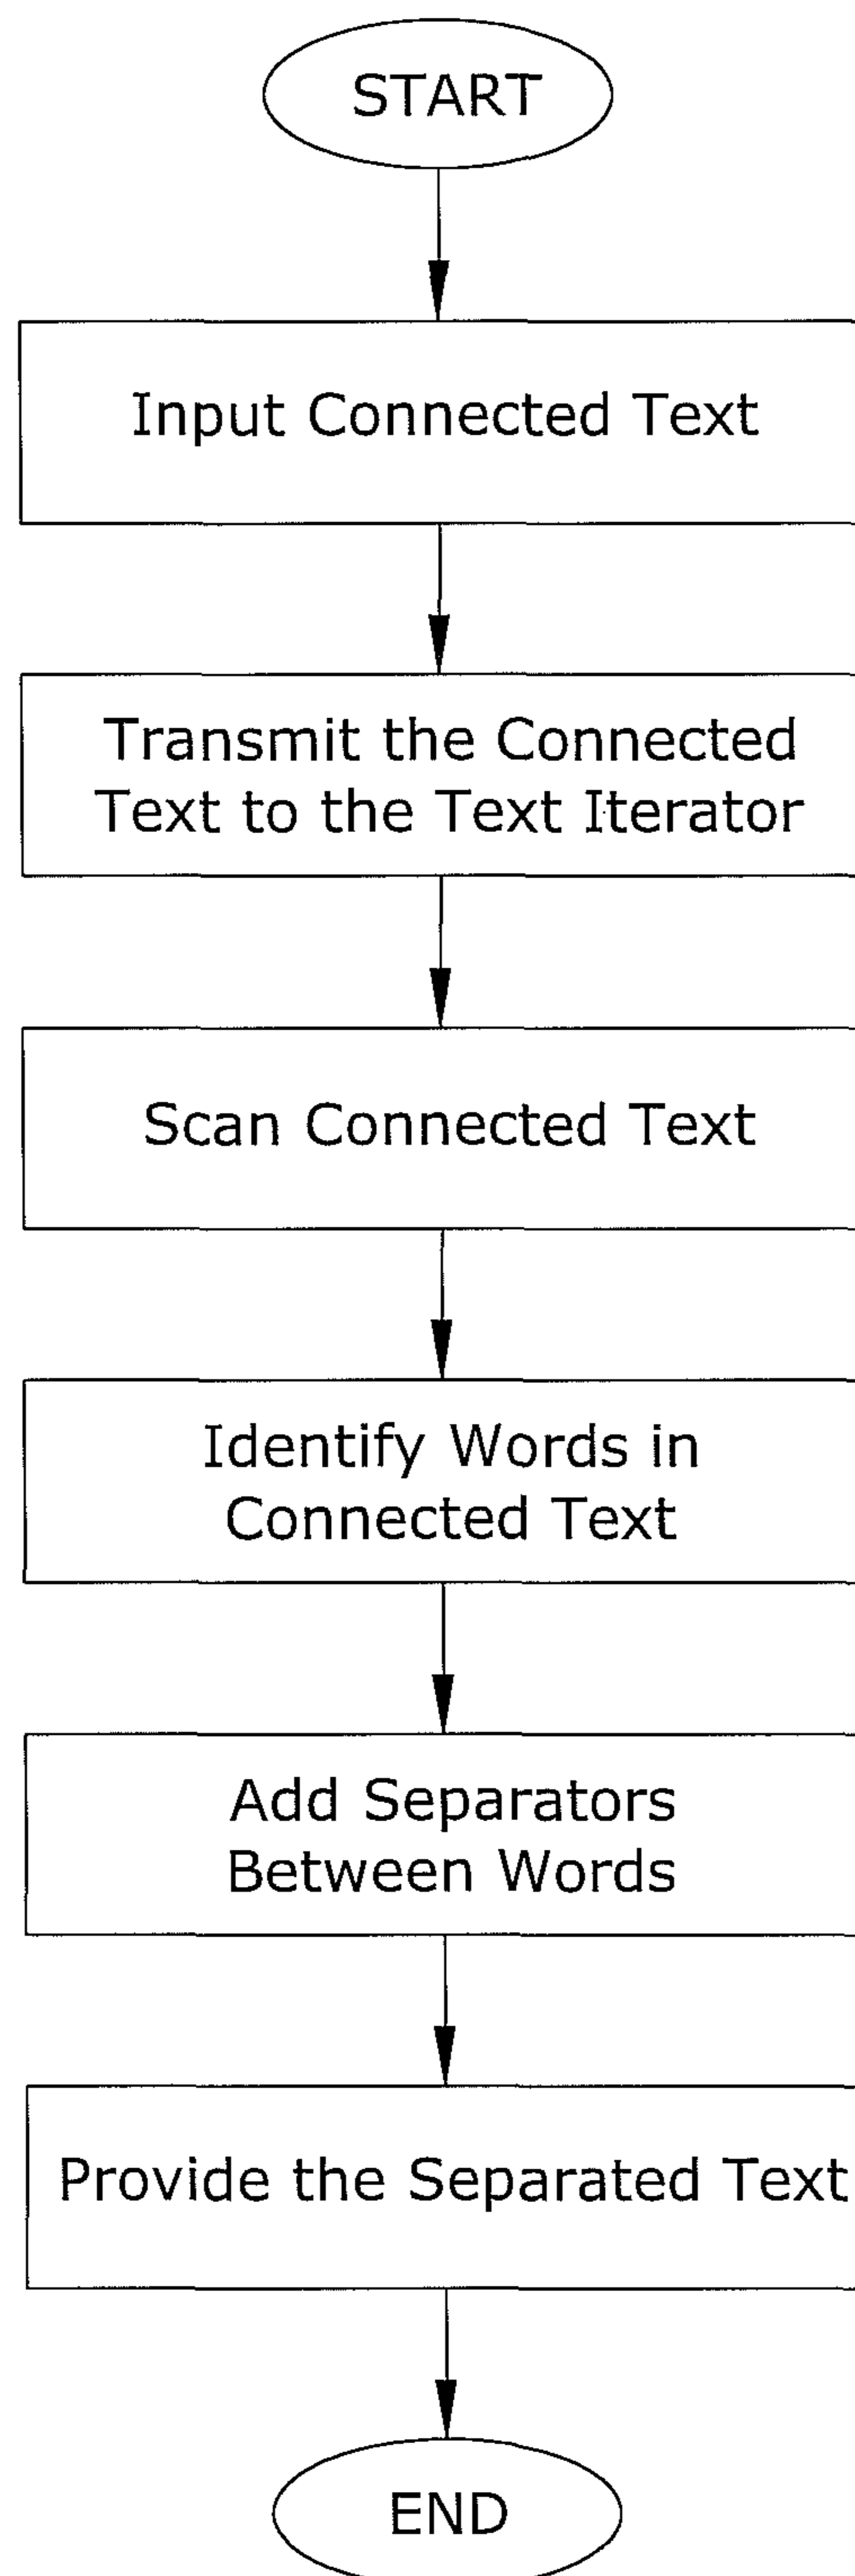 START
Input Connected Text
Transmit the Connected
Text to the Text Iterator
Scan Connected Text
Identify Words in
Connected Text
Add Separators
Between Words
Provide the Separated Text
END